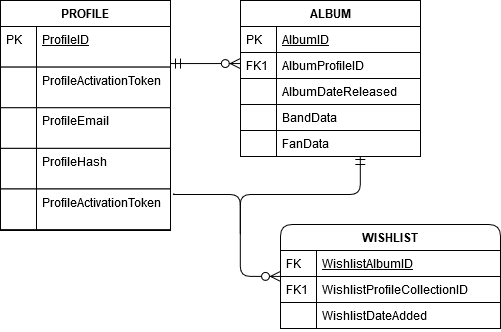 PROFILE
PK ProfileID
ProfileActivationToken
ProfileEmail
ProfileHash
ProfileActivationToken
ALBUM
PK AlbumID
FK1 AlbumProfileID
AlbumDateReleased
BandData
FanData
WISHLIST
FK WishlistAlbumID
FK1 WishlistProfileCollectionID
WishlistDateAdded